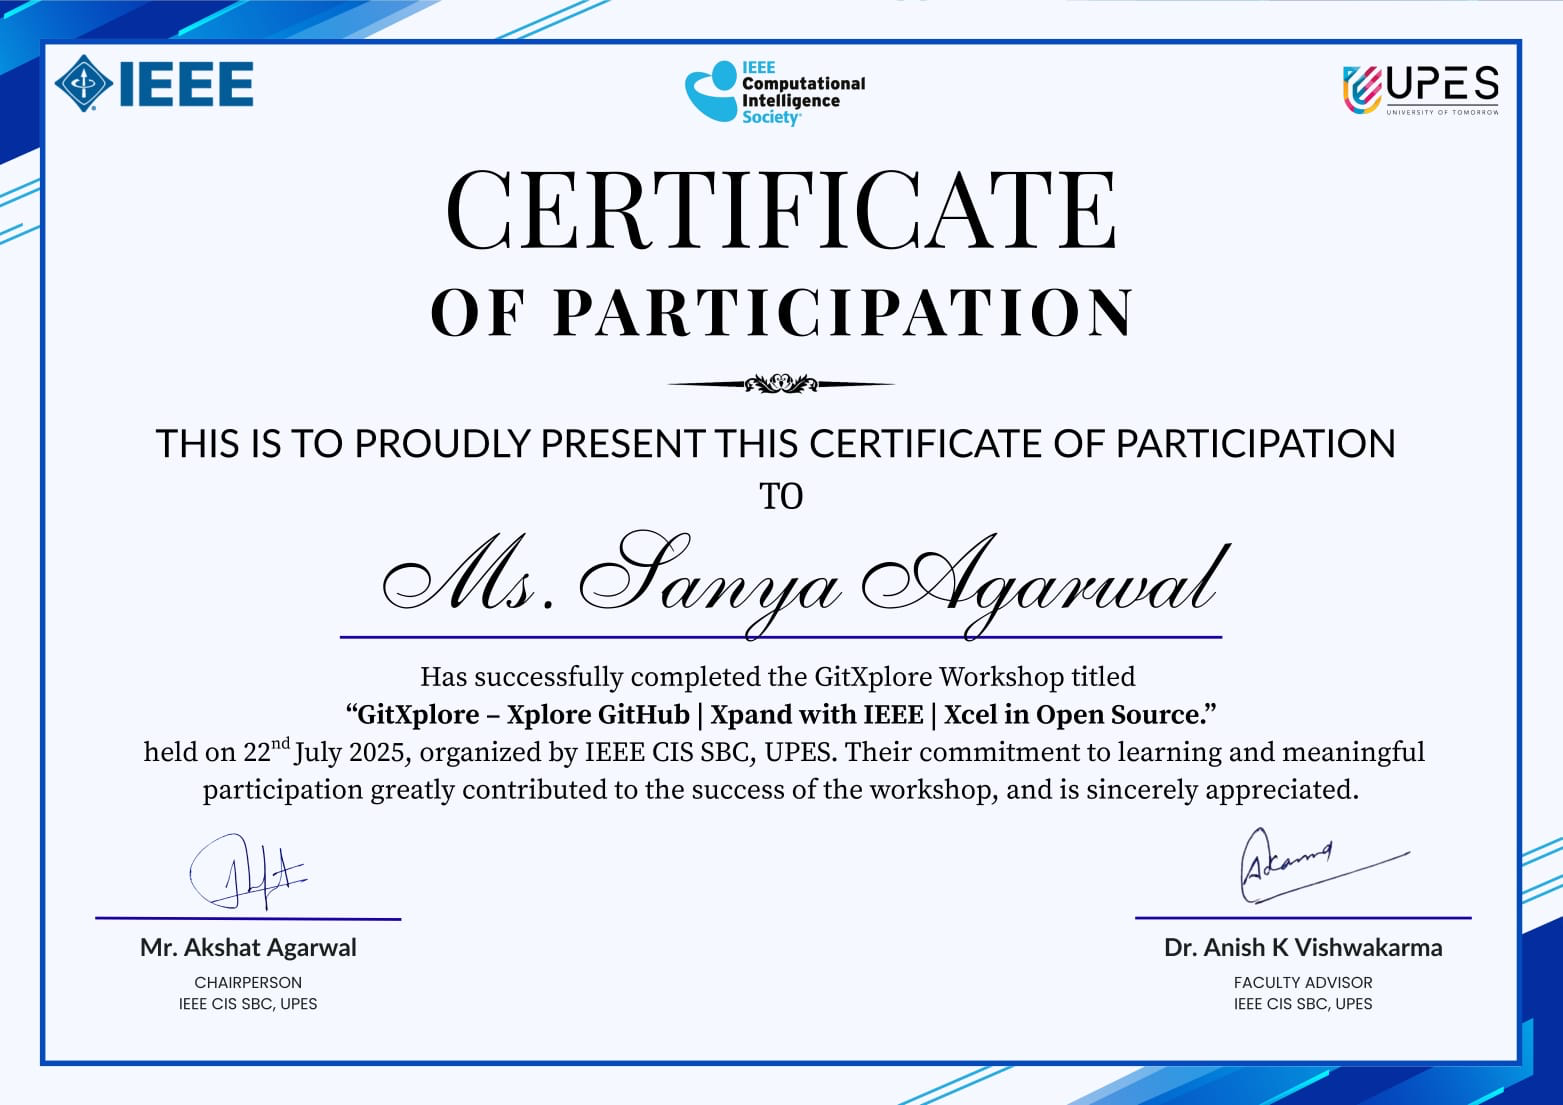 IEEE
IEEE
Computational
Intelligence
Society
UPES
UNIVERSITY OF TOMORROW
CERTIFICATE
OF PARTICIPATION
THIS IS TO PROUDLY PRESENT THIS CERTIFICATE OF PARTICIPATION
TO
Ms. Sanya Agarwal
Has successfully completed the GitXplore Workshop titled
“GitXplore – Xplore GitHub | Xpand with IEEE | Xcel in Open Source.”
held on 22nd July 2025, organized by IEEE CIS SBC, UPES. Their commitment to learning and meaningful
participation greatly contributed to the success of the workshop, and is sincerely appreciated.
Mr. Akshat Agarwal
CHAIRPERSON
IEEE CIS SBC, UPES
Dr. Anish K Vishwakarma
FACULTY ADVISOR
IEEE CIS SBC, UPES